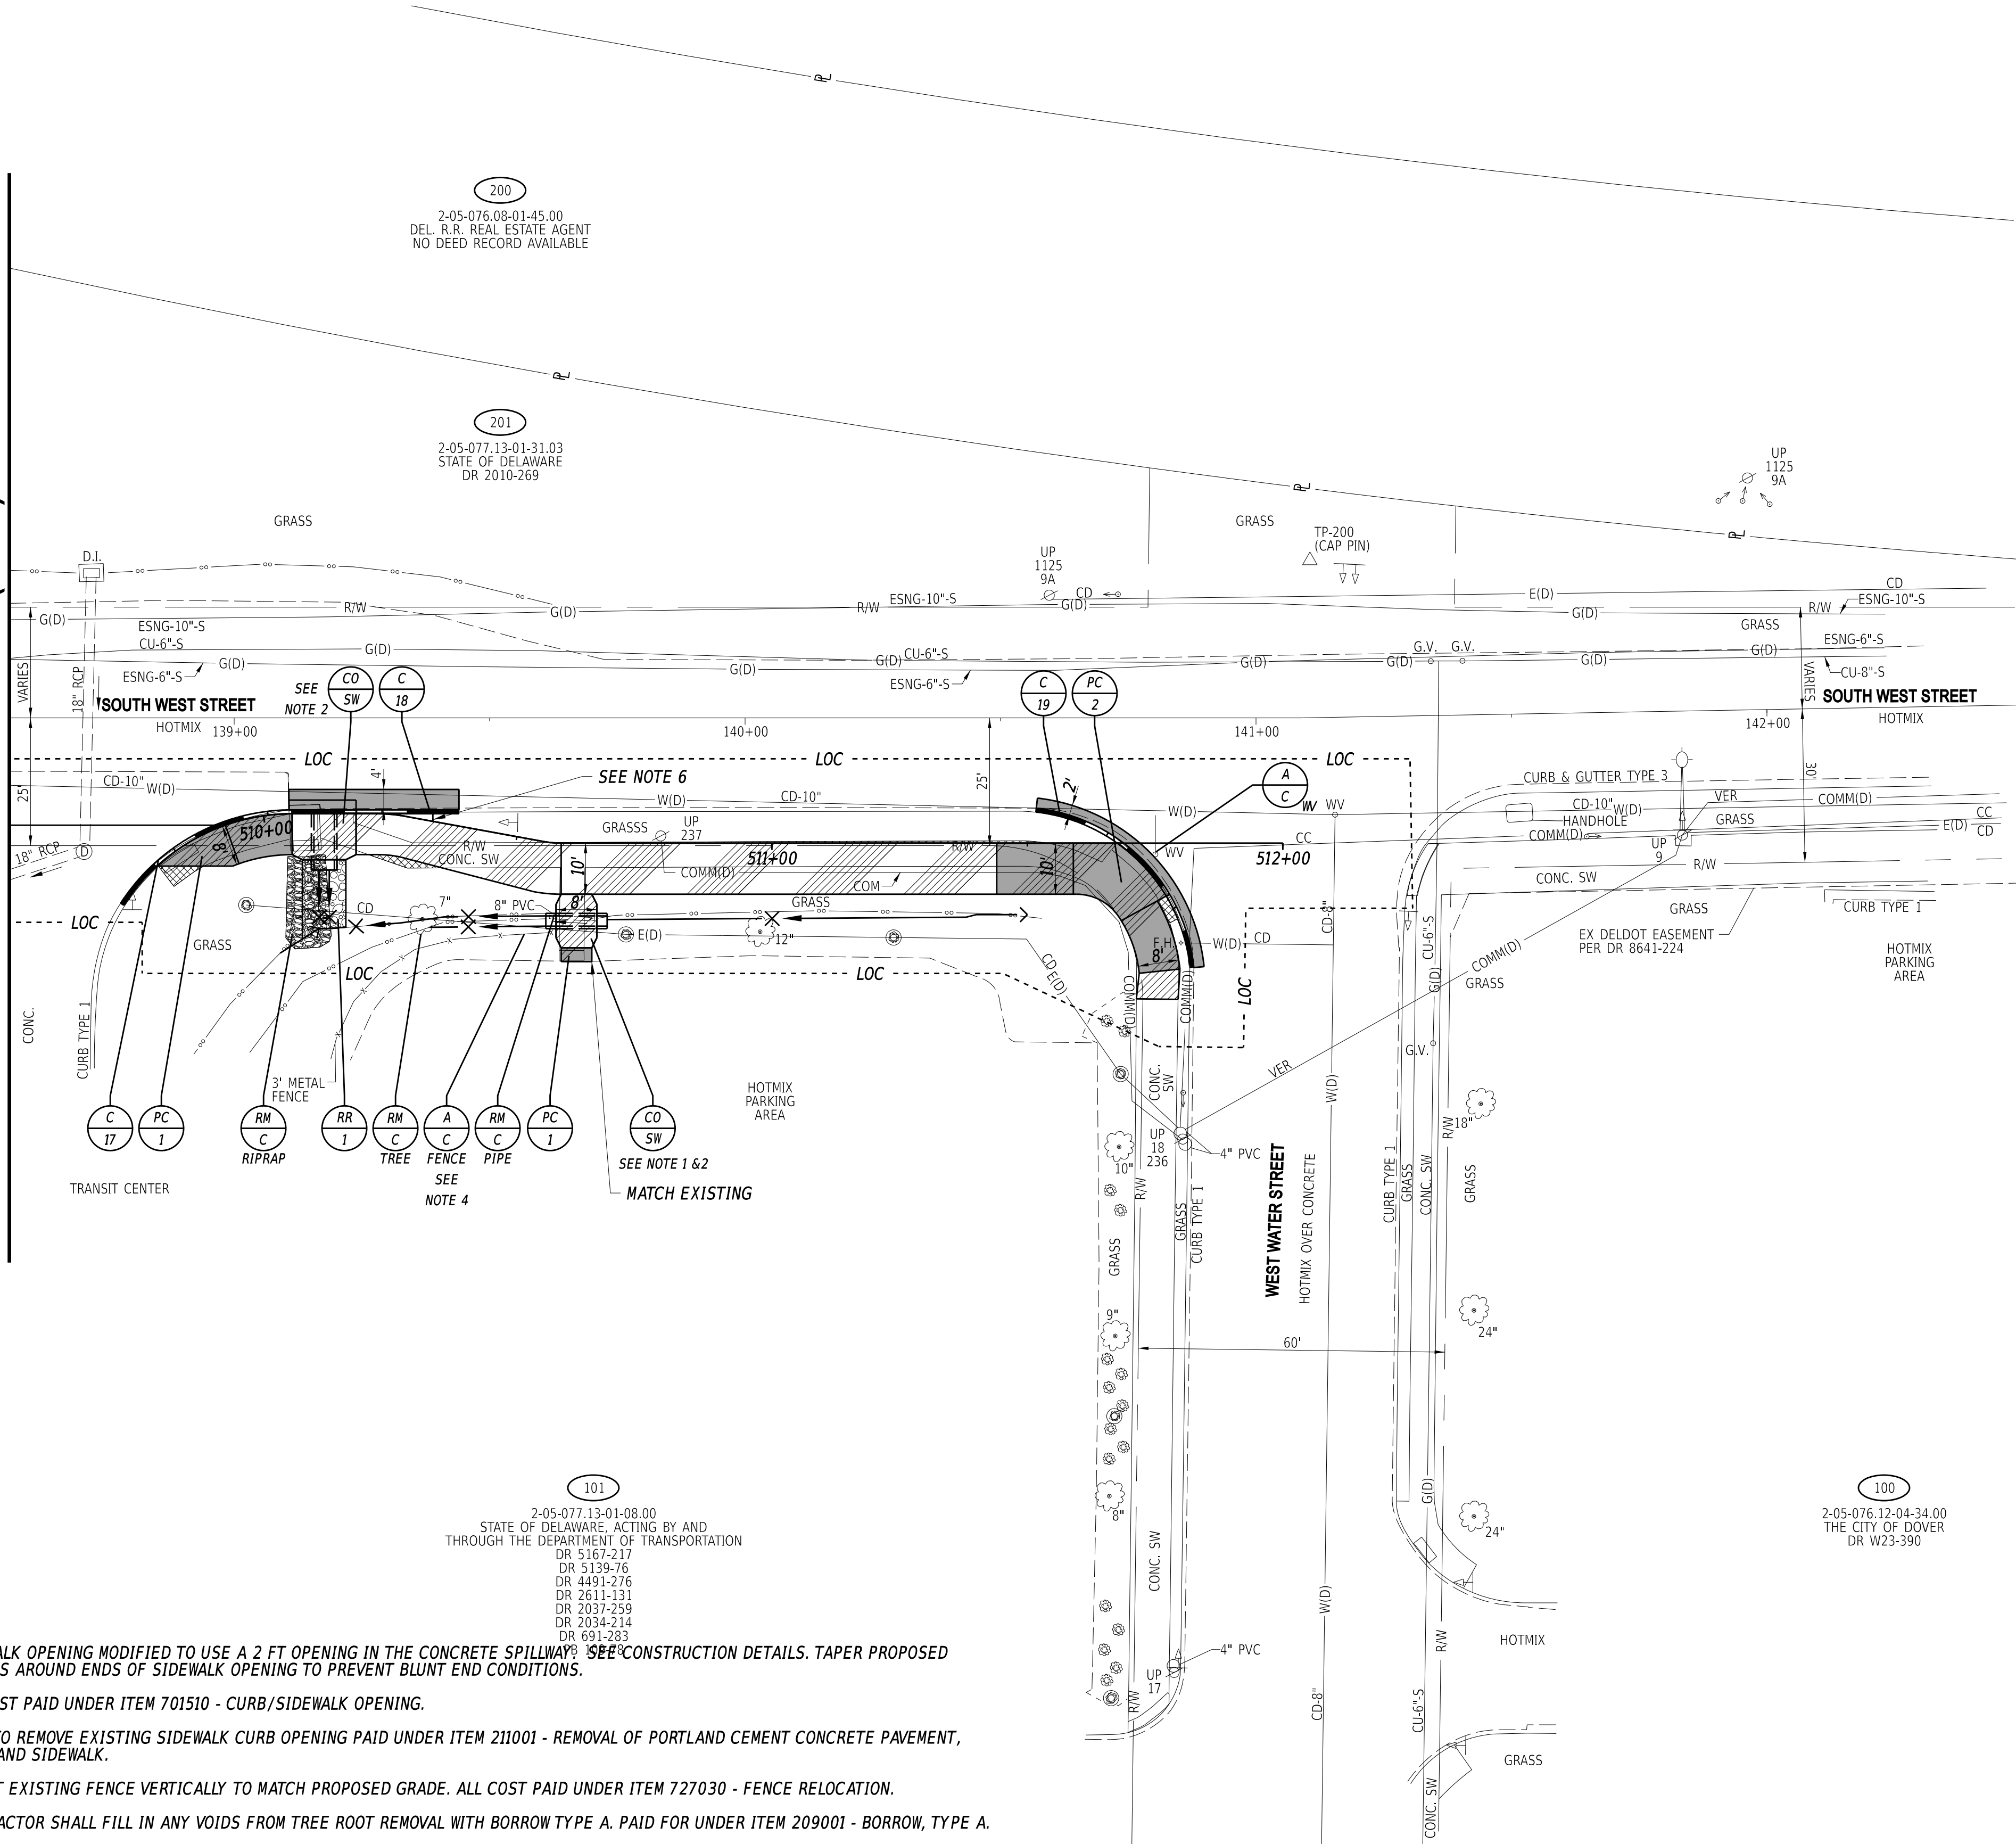 PL
200
2-05-076.08-01-45.00
DEL. R.R. REAL ESTATE AGENT
NO DEED RECORD AVAILABLE
PL
201
2-05-077.13-01-31.03
STATE OF DELAWARE
DR 2010-269
UP
1125
9A
PL
GRASS
GRASS
TP-200
(CAP PIN)
PL
D.I.
UP
1125
9A
CD
E(D)
CD
R/W
R/W
ESNG-10"-S
G(D)
G(D)
R/W
ESNG-10"-S
G(D)
G(D)
ESNG-10"-S
GRASS
CU-6"-S
G(D)
CU-6"-S
G.V.
G.V.
ESNG-6"-S
G(D)
G(D)
G(D)
G(D)
G(D)
G(D)
G(D)
ESNG-6"-S
ESNG-6"-S
CU-8"-S
VARIES
18" RCP
SEE
NOTE 2
CO
SW
C
18
C
19
PC
2
VARIES
SOUTH WEST STREET
SOUTH WEST STREET
HOTMIX
139+00
140+00
141+00
142+00
HOTMIX
LOC
LOC
LOC
25'
CD-10"
W(D)
4'
SEE NOTE 6
25'
2'
A
C
30'
CURB & GUTTER TYPE 3
W(D)
CD-10"
W(D)
WV
WV
CD-10"
W(D)
HANDHOLE
VER
COMM(D)
GRASS
CC
510+00
8'
GRASSS
UP
237
CC
COMM(D)
E(D)
CD
18" RCP
D
R/W
CONC. SW
10'
511+00
R/W
10'
WV
512+00
UP
9
R/W
COMM(D)
COM
CONC. SW
CD
7"
8" PVC
8'
GRASS
CD-8"
GRASS
CURB TYPE 1
LOC
GRASS
E(D)
12"
F.H.
W(D)
CD
8'
CU-6"-S
EX DELDOT EASEMENT
PER DR 8641-224
HOTMIX
PARKING
AREA
LOC
LOC
CD
E(D)
COMM(D)
COMM(D)
LOC
G(D)
COMM(D)
GRASS
CONC.
CURB TYPE 1
3' METAL
FENCE
HOTMIX
PARKING
AREA
CONC.
SW
VER
W(D)
G.V.
18"
R/W
C
17
PC
1
RM
C
RIPRAP
RR
1
RM
C
TREE
A
C
FENCE
SEE
NOTE 4
RM
C
PIPE
PC
1
CO
SW
SEE NOTE 1 &2
MATCH EXISTING
TRANSIT CENTER
UP
18
236
4" PVC
10"
R/W
GRASS
GRASS
CURB TYPE 1
WEST WATER STREET
HOTMIX OVER CONCRETE
CURB TYPE 1
GRASS
CONC. SW
GRASS
9"
60'
24"
8"
G(D)
24"
101
2-05-077.13-01-08.00
STATE OF DELAWARE, ACTING BY AND
THROUGH THE DEPARTMENT OF TRANSPORTATION
DR 5167-217
DR 5139-76
DR 4491-276
DR 2611-131
DR 2037-259
DR 2034-214
DR 691-283
100
2-05-076.12-04-34.00
THE CITY OF DOVER
DR W23-390
CONC. SW
W(D)
R/W
HOTMIX
4" PVC
UP
17
R/W
CD-8"
CU-6"-S
GRASS
CONC. SW
ALK OPENING MODIFIED TO USE A 2 FT OPENING IN THE CONCRETE SPILLWAY. SEE CONSTRUCTION DETAILS. TAPER PROPOSED
S AROUND ENDS OF SIDEWALK OPENING TO PREVENT BLUNT END CONDITIONS.
ST PAID UNDER ITEM 701510 - CURB/SIDEWALK OPENING.
O REMOVE EXISTING SIDEWALK CURB OPENING PAID UNDER ITEM 211001 - REMOVAL OF PORTLAND CEMENT CONCRETE PAVEMENT,
AND SIDEWALK.
T EXISTING FENCE VERTICALLY TO MATCH PROPOSED GRADE. ALL COST PAID UNDER ITEM 727030 - FENCE RELOCATION.
ACTOR SHALL FILL IN ANY VOIDS FROM TREE ROOT REMOVAL WITH BORROW TYPE A. PAID FOR UNDER ITEM 209001 - BORROW, TYPE A.